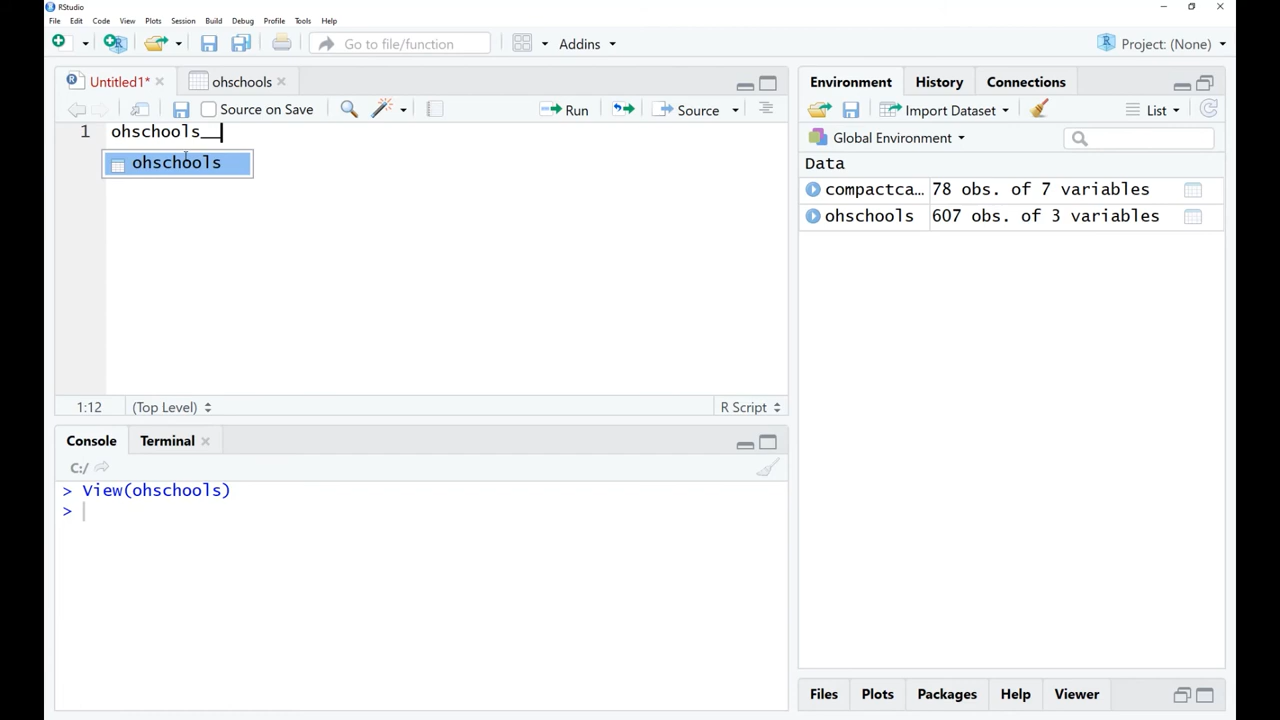 RStudio
File Edit Code View Plots Session Build Debug Profile Tools Help
Go to file/function Addins Project: (None)
Untitled1* ohschools
Source on Save Run Source
1 ohschools__
ohschools
1:12 (Top Level) R Script
Console Terminal
C:/
> View(ohschools)
>
Environment History Connections
Import Dataset List
Global Environment
Data
compactca… 78 obs. of 7 variables
ohschools 607 obs. of 3 variables
Files Plots Packages Help Viewer